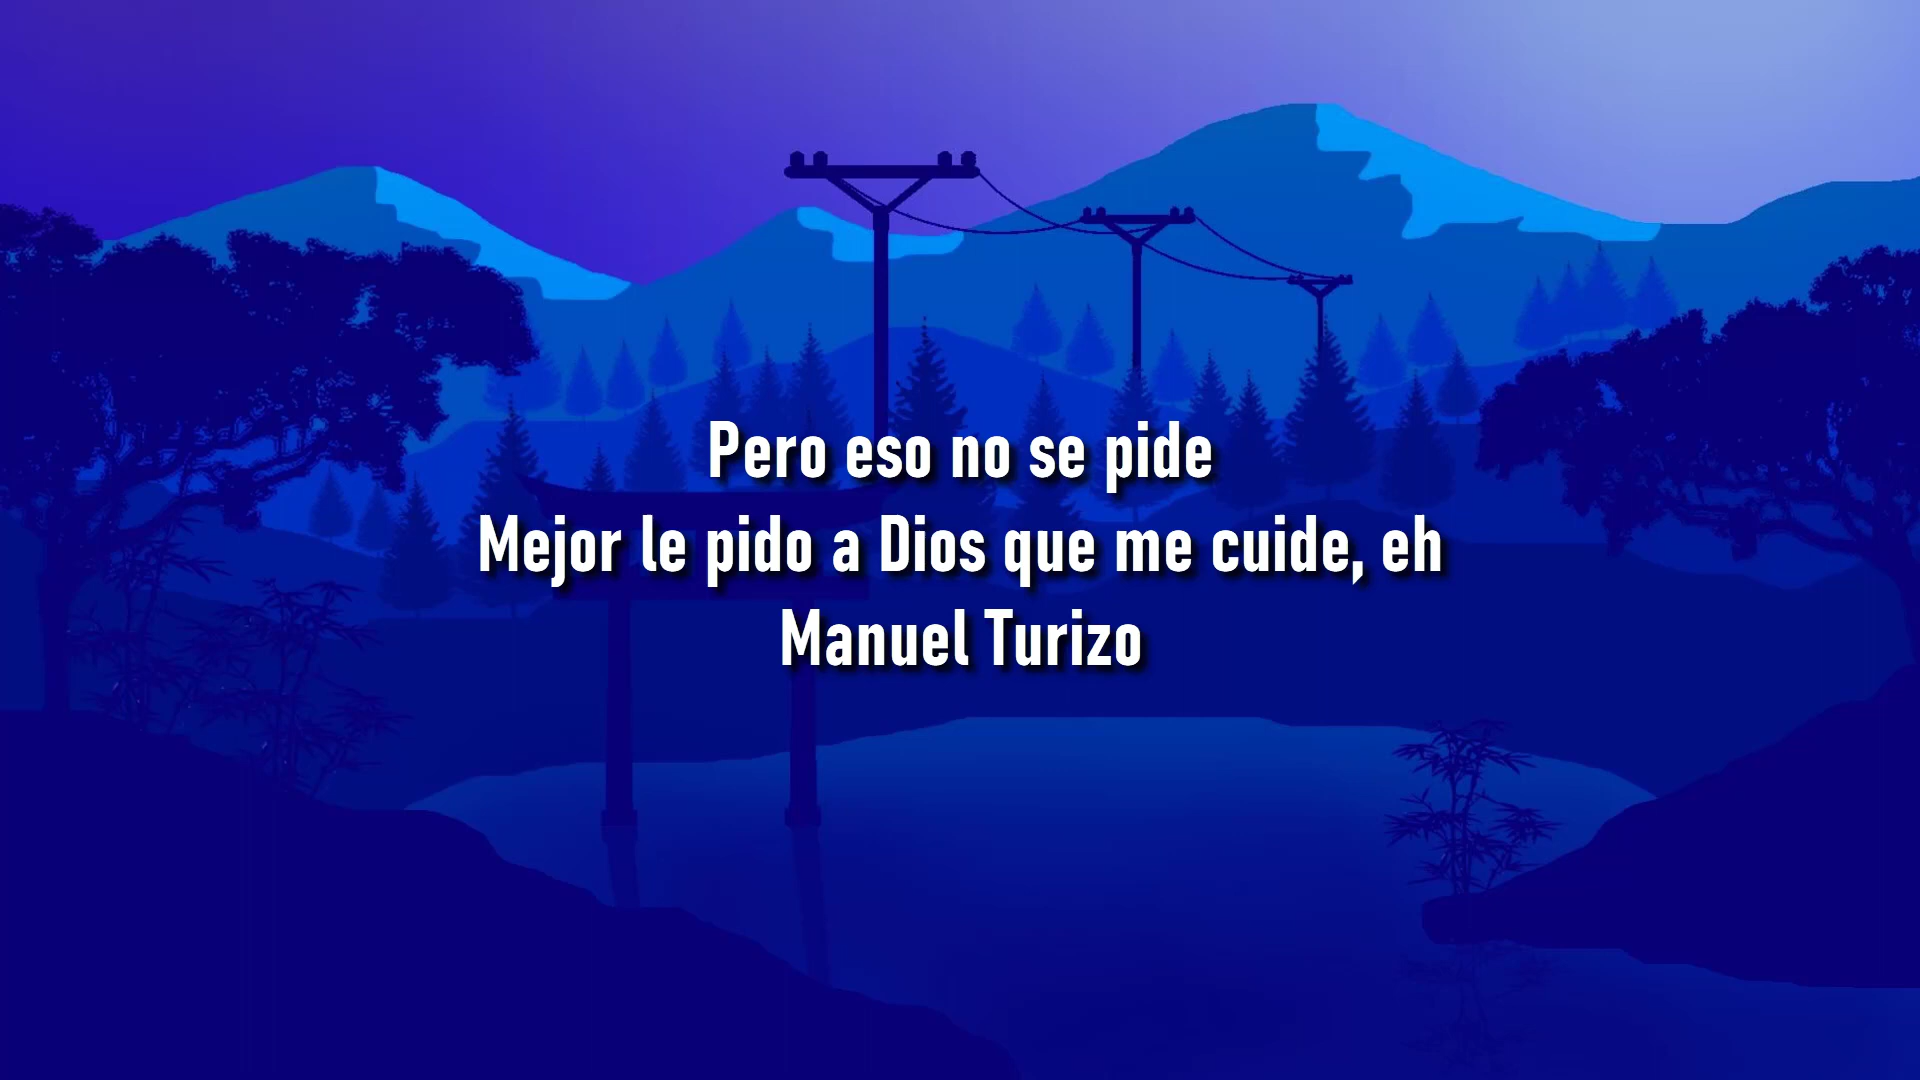 Pero eso no se pide
Mejor le pido a Dios que me cuide, eh
Manuel Turizo